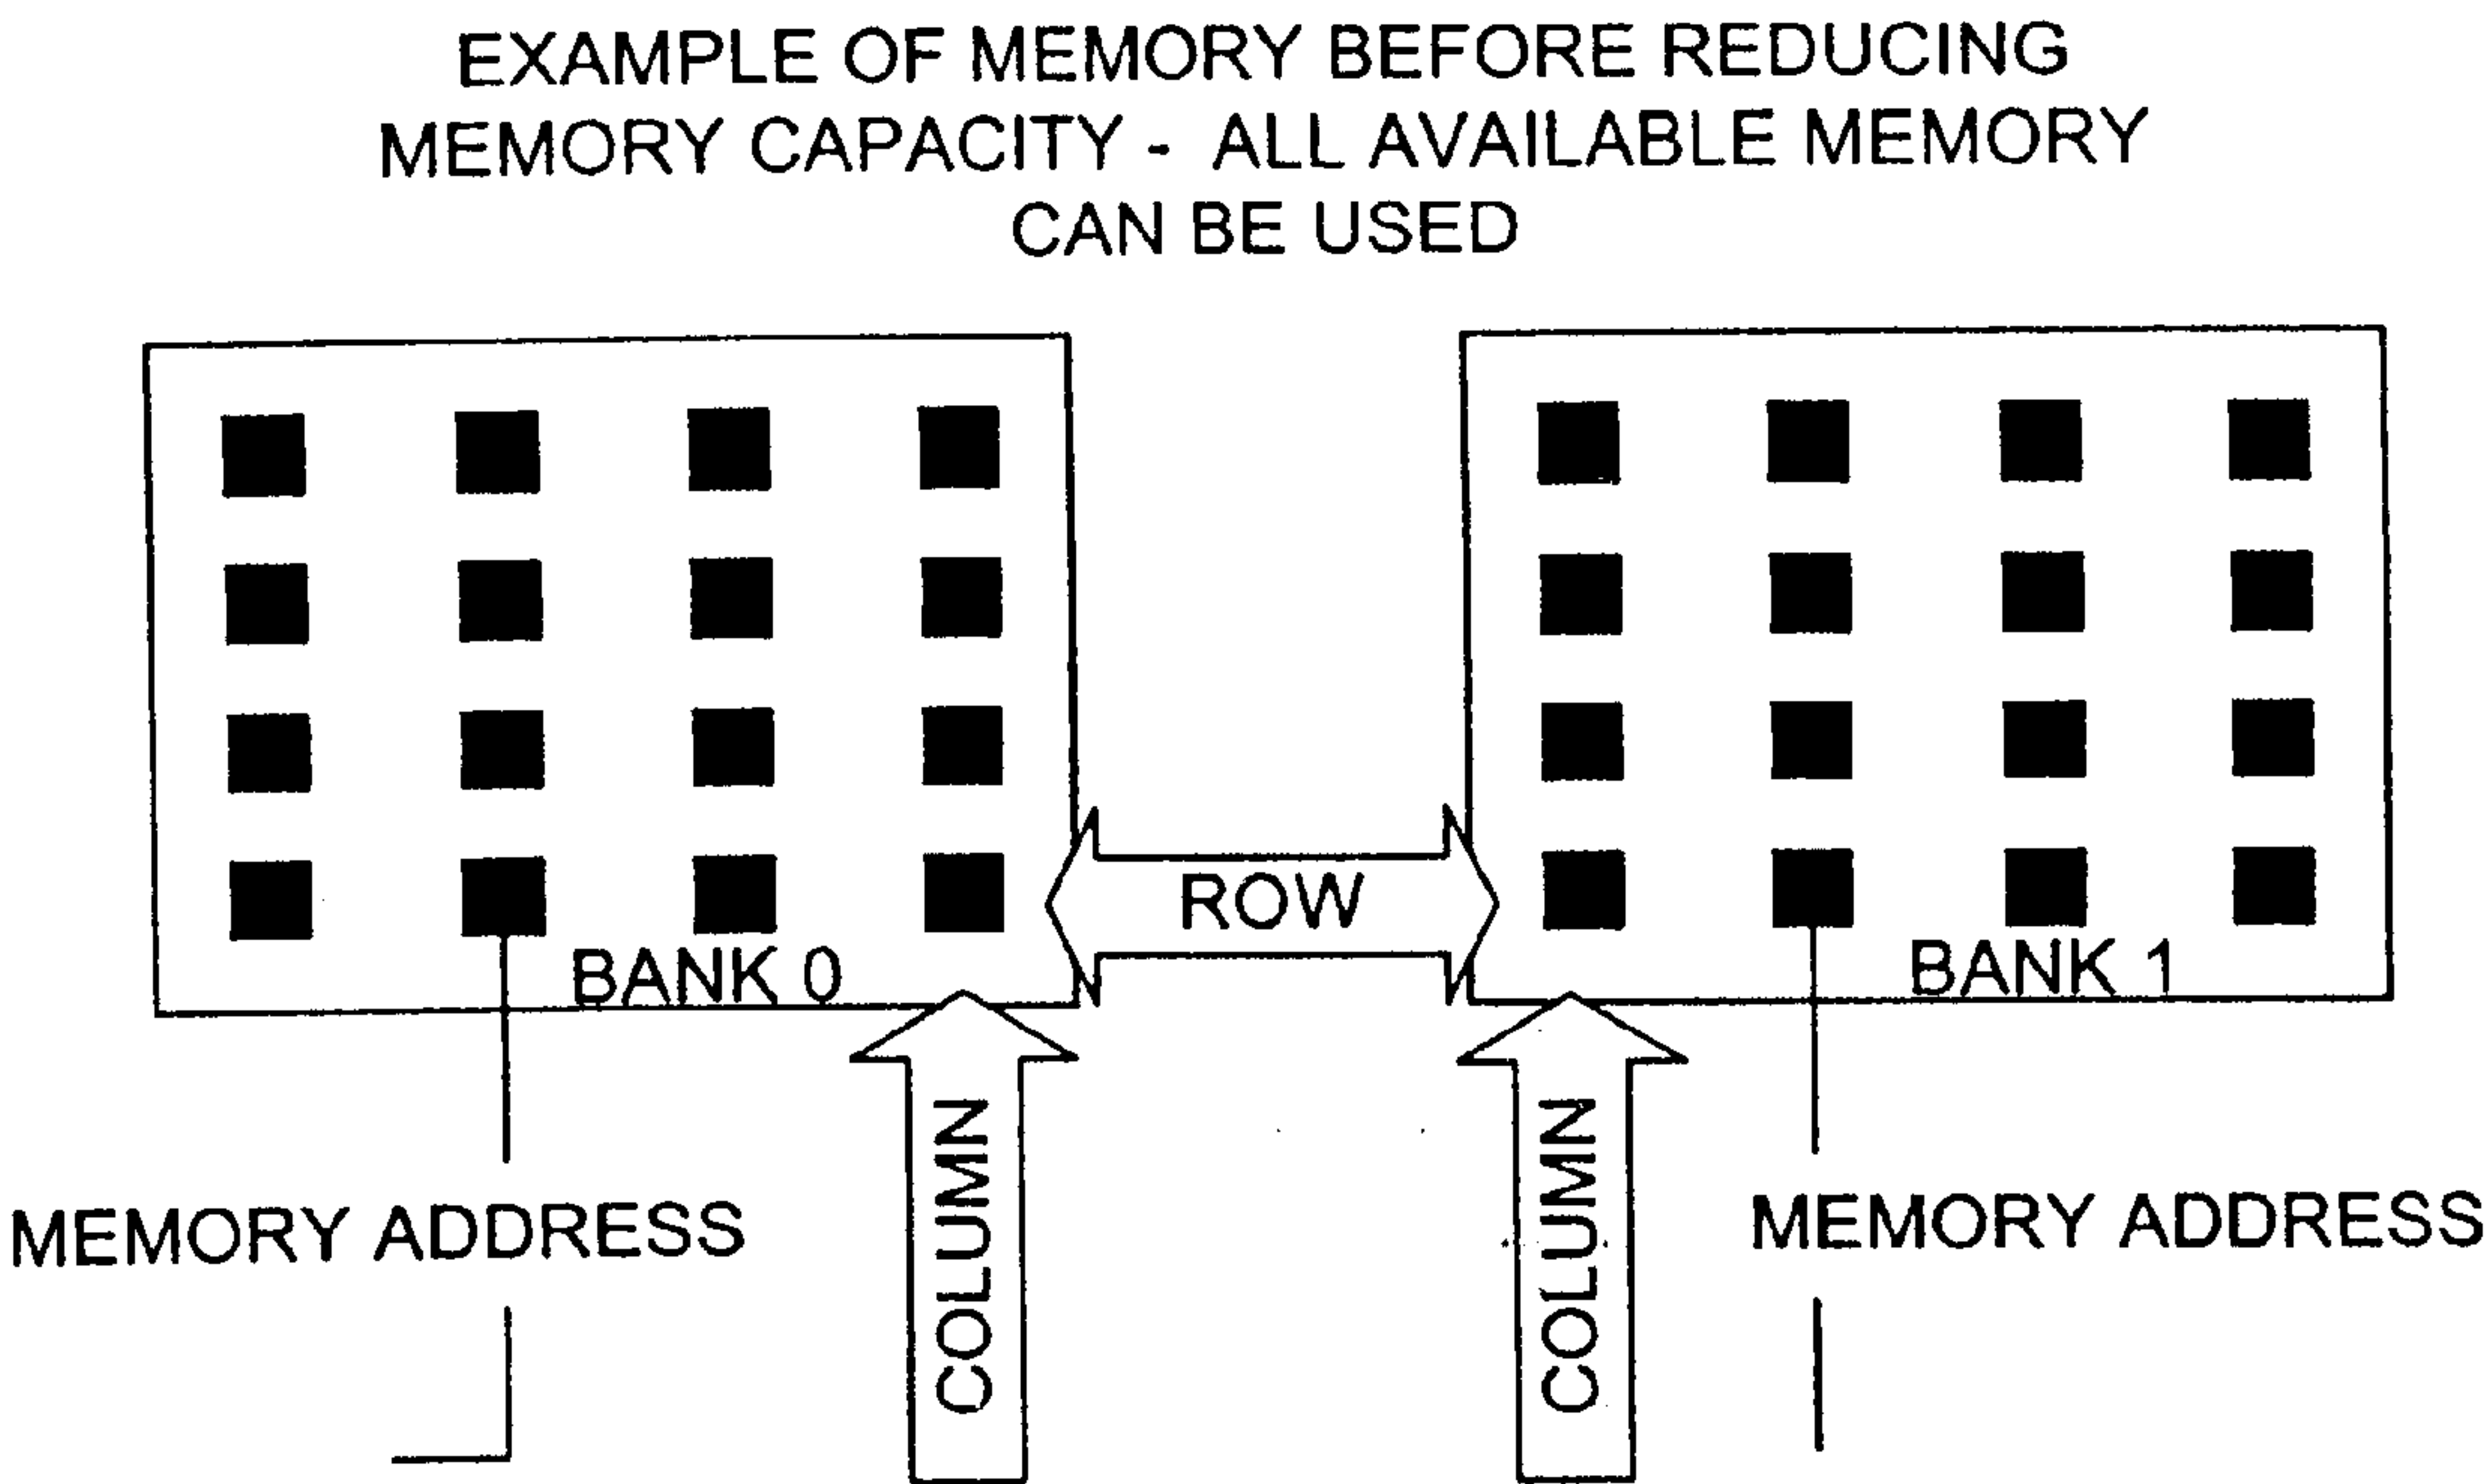 EXAMPLE OF MEMORY BEFORE REDUCING
MEMORY CAPACITY - ALL AVAILABLE MEMORY
CAN BE USED
ROW
BANK 0
BANK 1
MEMORY ADDRESS
COLUMN
COLUMN
MEMORY ADDRESS